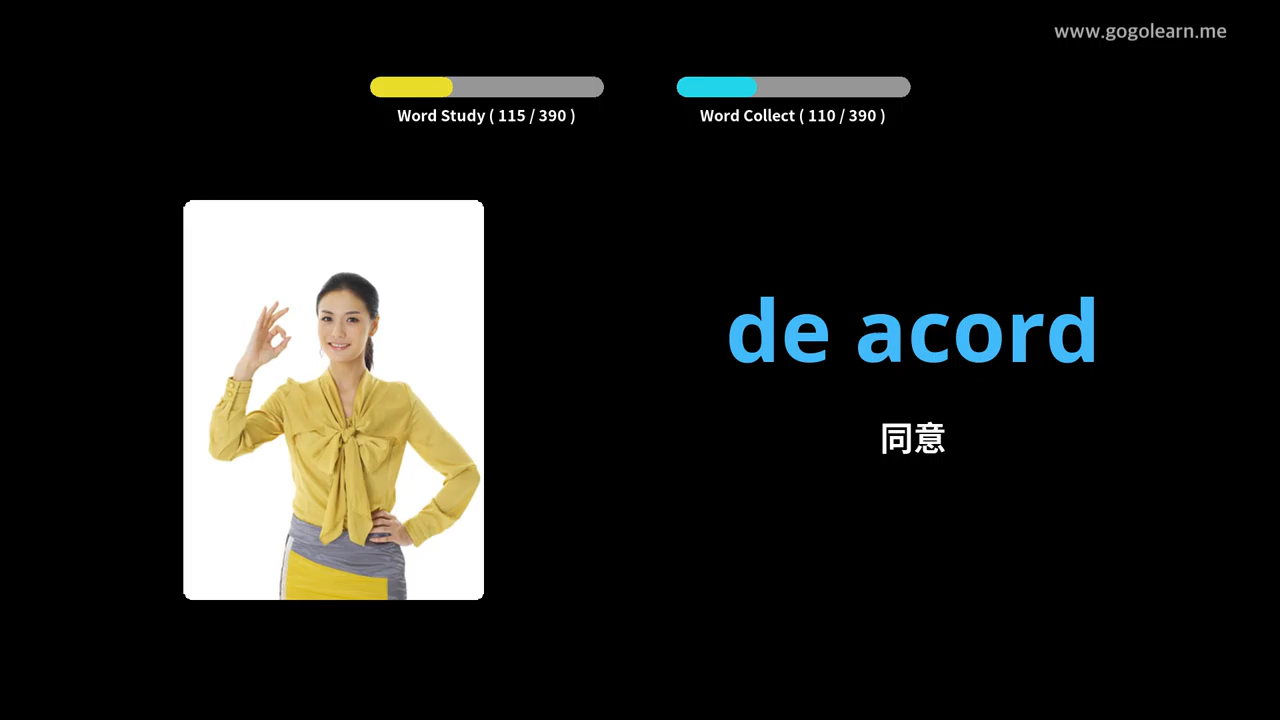 www.gogolearn.me
Word Study ( 115 / 390 )
Word Collect ( 110 / 390 )
de acord
同意